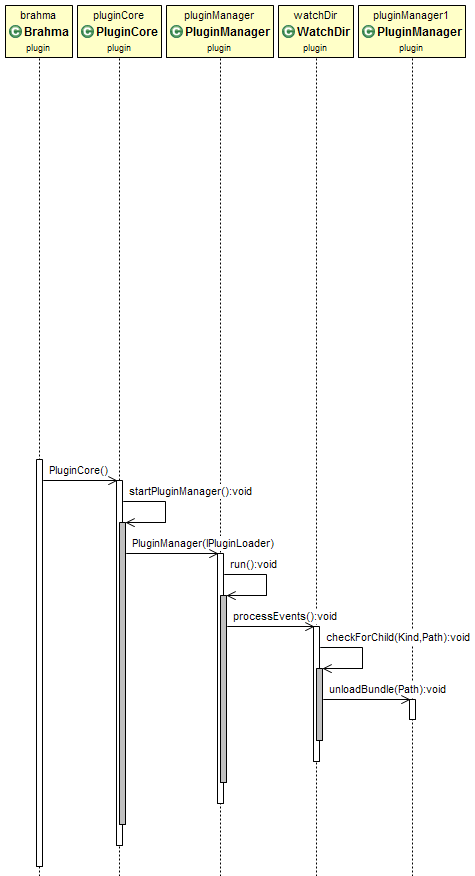 brahma
C Brahma
plugin
pluginCore
C PluginCore
plugin
pluginManager
C PluginManager
plugin
watchDir
C WatchDir
plugin
pluginManager1
C PluginManager
plugin
PluginCore()
startPluginManager():void
PluginManager(IPluginLoader)
run():void
processEvents():void
checkForChild(Kind,Path):void
unloadBundle(Path):void